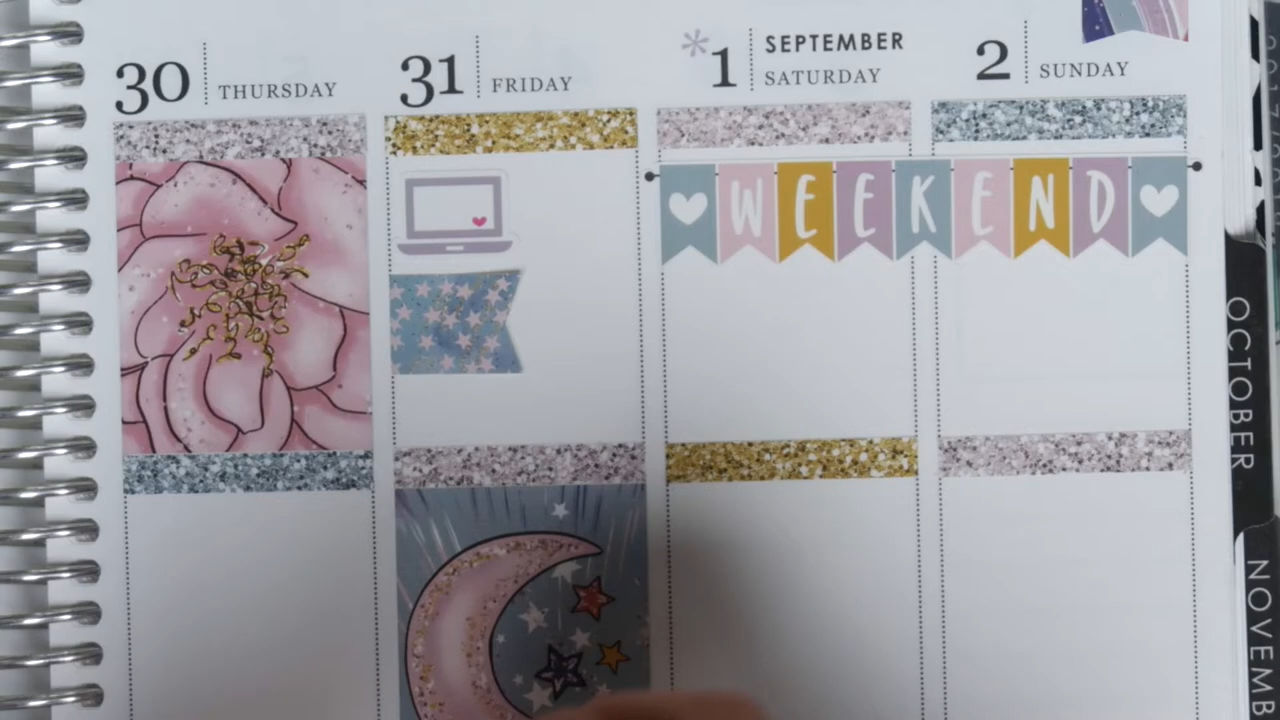 30 THURSDAY
31 FRIDAY
*1 SEPTEMBER
SATURDAY
2 SUNDAY
WEEKEND
OCTOBER
NOVEMB